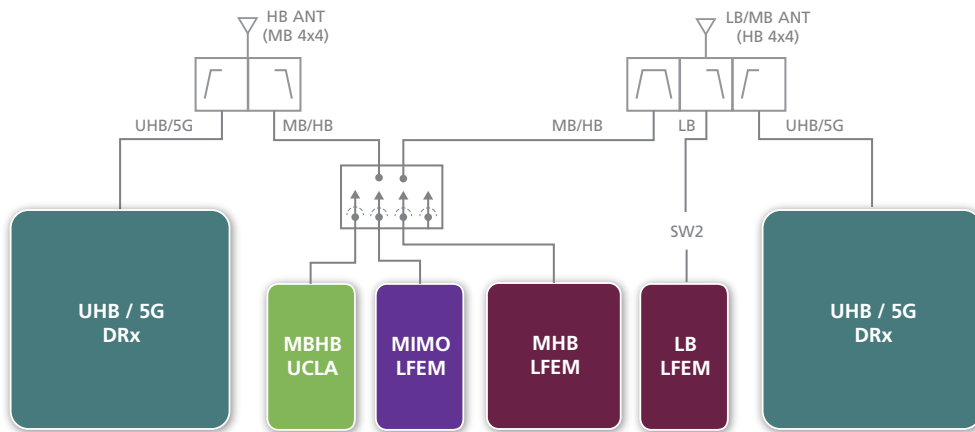 HB ANT
(MB 4x4)
LB/MB ANT
(HB 4x4)
UHB/5G
MB/HB
MB/HB
LB
UHB/5G
SW2
UHB / 5G
DRx
MBHB
UCLA
MIMO
LFEM
MHB
LFEM
LB
LFEM
UHB / 5G
DRx